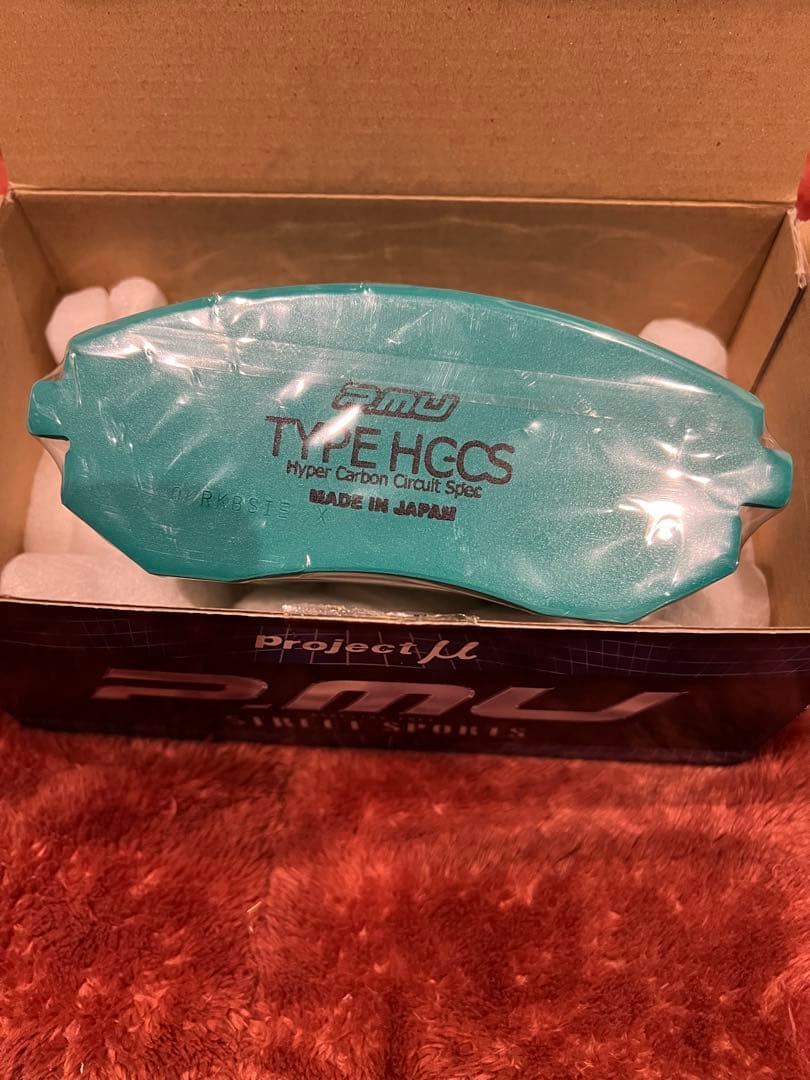 P.MU
TYPE HC-CS
Hyper Carbon Circuit Spec
MADE IN JAPAN
Project μ
P.MU
STREET SPORTS